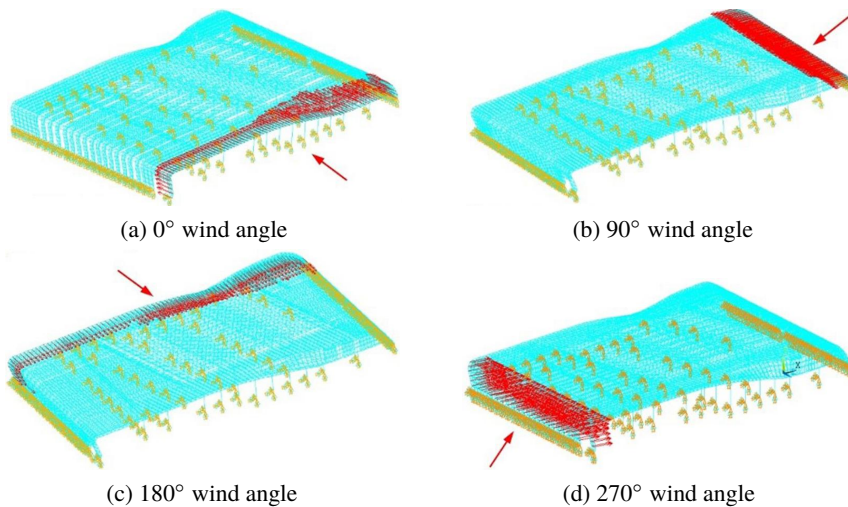 (a) 0° wind angle
(b) 90° wind angle
(c) 180° wind angle
X
(d) 270° wind angle